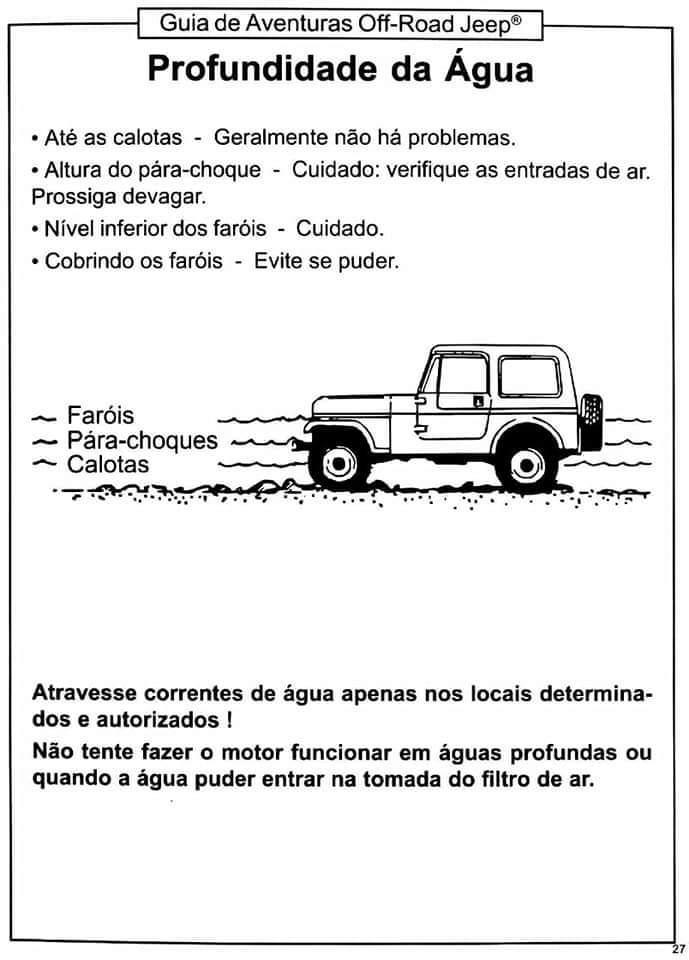 Guia de Aventuras Off-Road Jeep®
Profundidade da Água
• Até as calotas - Geralmente não há problemas.
• Altura do pára-choque - Cuidado: verifique as entradas de ar.
Prossiga devagar.
• Nível inferior dos faróis - Cuidado.
• Cobrindo os faróis - Evite se puder.
Faróis
Pára-choques
Calotas
Atravesse correntes de água apenas nos locais determina-
dos e autorizados !
Não tente fazer o motor funcionar em águas profundas ou
quando a água puder entrar na tomada do filtro de ar.
27